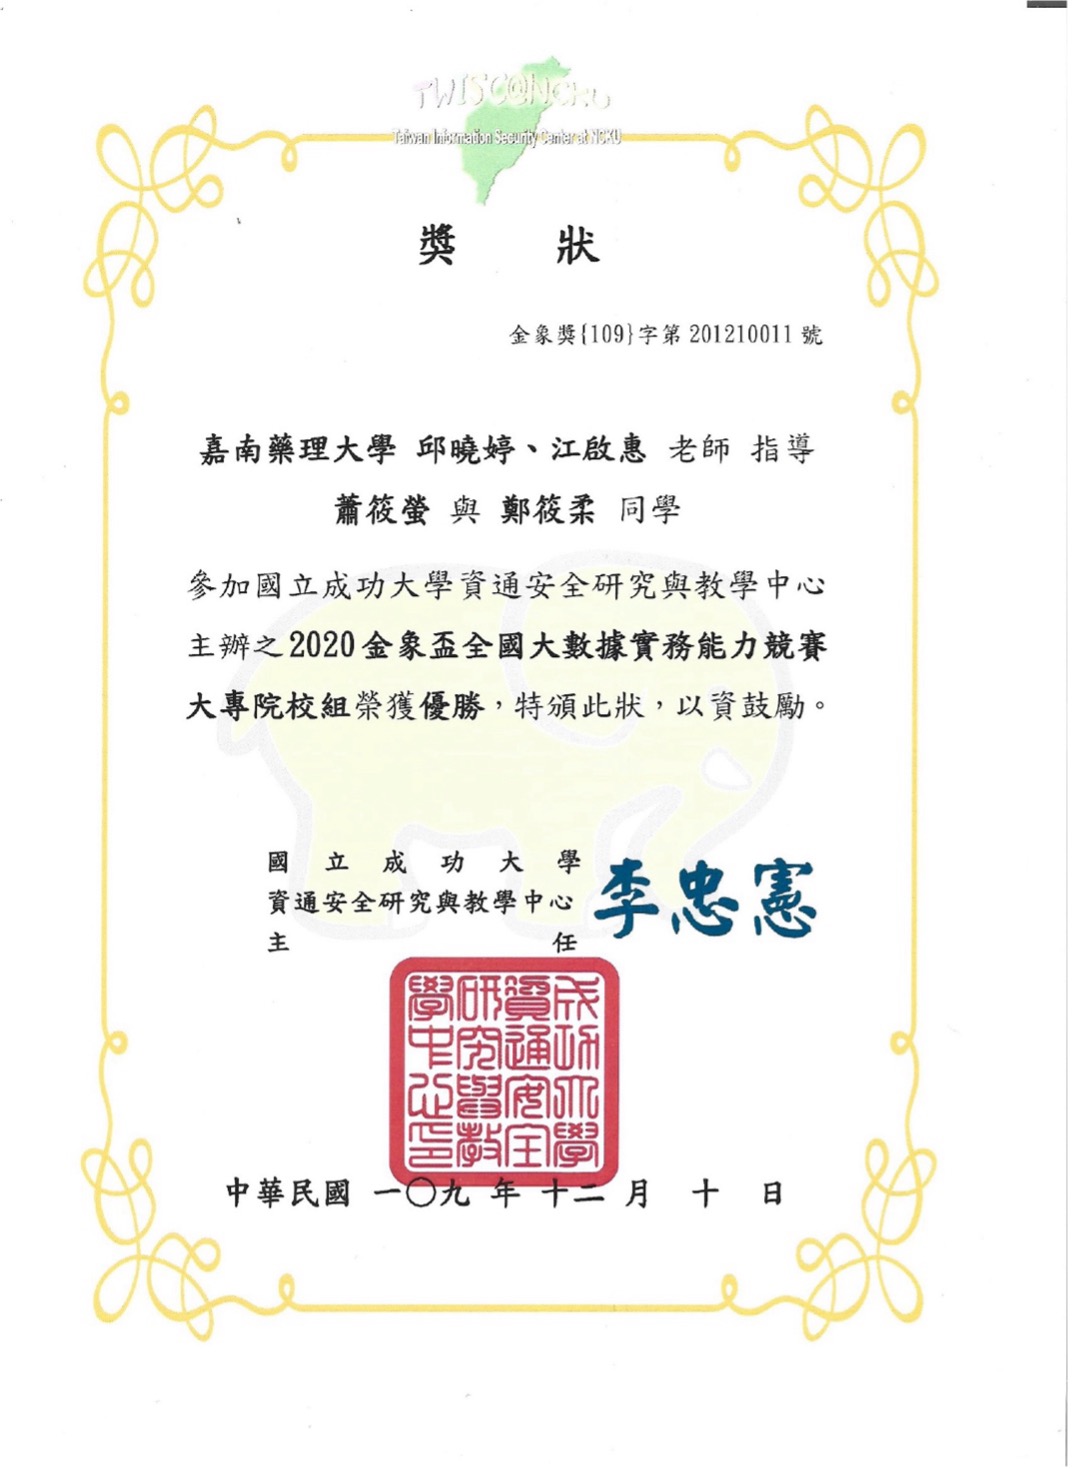 TWISC@NCKU
Taiwan Information Security Center at NCKU
獎 狀
金象獎{109}字第 201210011 號
嘉南藥理大學 邱曉婷、江啟惠 老師 指導
蕭筱螢 與 鄭筱柔 同學
參加國立成功大學資通安全研究與教學中心
主辦之2020金象盃全國大數據實務能力競賽
大專院校組榮獲優勝，特頒此狀，以資鼓勵。
國立成功大學
資通安全研究與教學中心
主任
李忠憲
成功大學
資通安全
研究與教
學中心印
中華民國 一〇九 年 十二 月 十 日